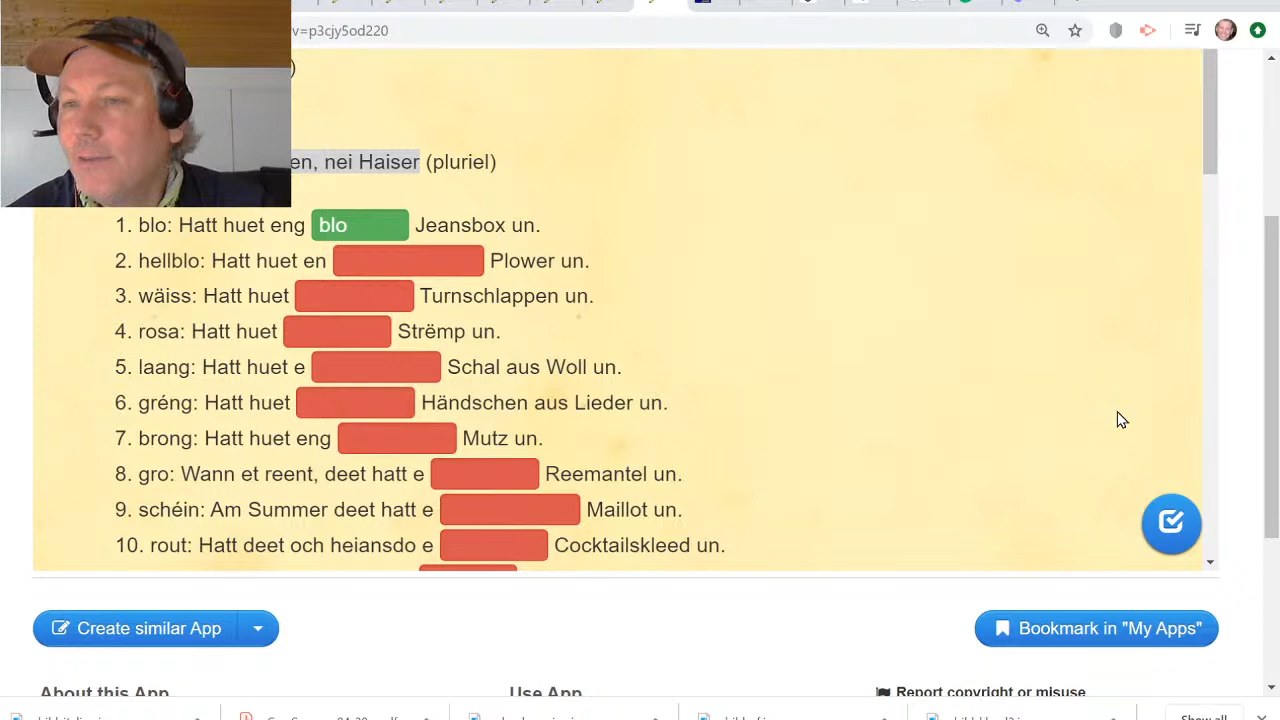 v=p3cjy5od220
)
en, nei Haiser (pluriel)
1. blo: Hatt huet eng blo Jeansbox un.
2. hellblo: Hatt huet en Plower un.
3. wäiss: Hatt huet Turnschlappen un.
4. rosa: Hatt huet Strëmp un.
5. laang: Hatt huet e Schal aus Woll un.
6. gréng: Hatt huet Händschen aus Lieder un.
7. brong: Hatt huet eng Mutz un.
8. gro: Wann et reent, deet hatt e Reemantel un.
9. schéin: Am Summer deet hatt e Maillot un.
10. rout: Hatt deet och heiansdo e Cocktailskleed un.
Create similar App
Bookmark in "My Apps"
About this App
Use App
Report copyright or misuse
Show all